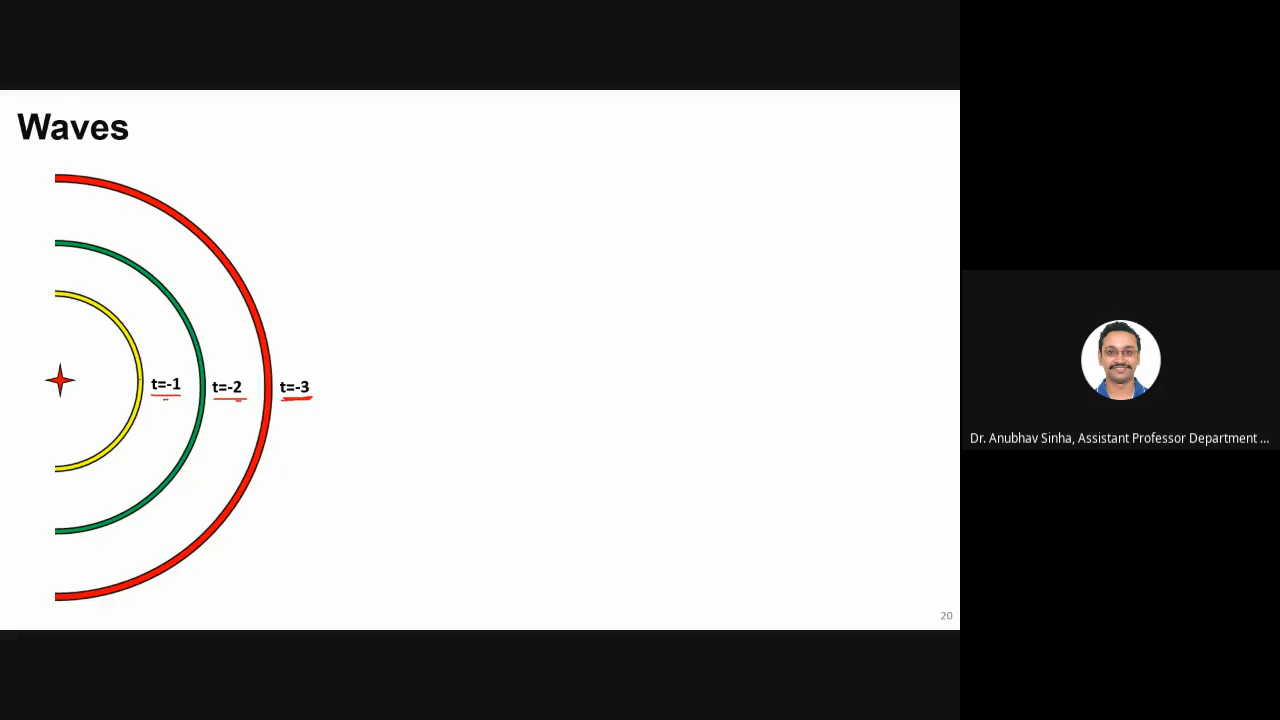 Waves
t=-1 t=-2 t=-3
20
Dr. Anubhav Sinha, Assistant Professor Department ...